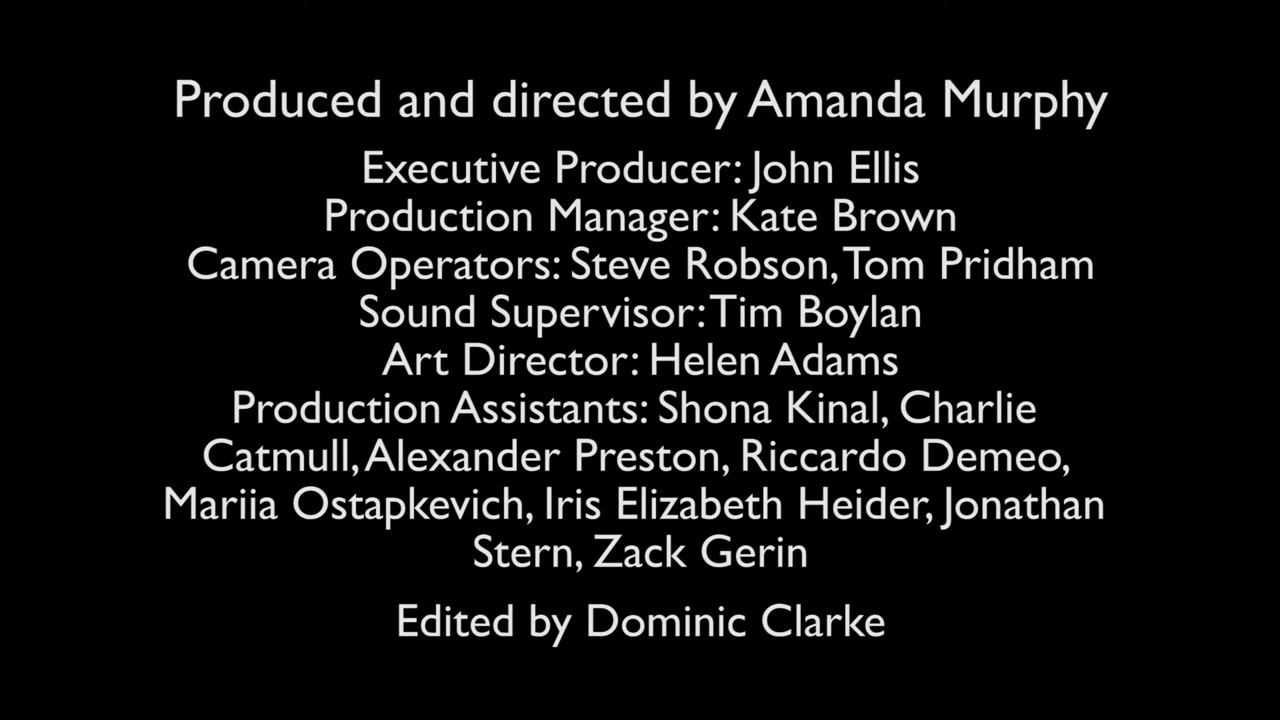 Produced and directed by Amanda Murphy
Executive Producer: John Ellis
Production Manager: Kate Brown
Camera Operators: Steve Robson, Tom Pridham
Sound Supervisor: Tim Boylan
Art Director: Helen Adams
Production Assistants: Shona Kinal, Charlie
Catmull, Alexander Preston, Riccardo Demeo,
Mariia Ostapkevich, Iris Elizabeth Heider, Jonathan
Stern, Zack Gerin
Edited by Dominic Clarke